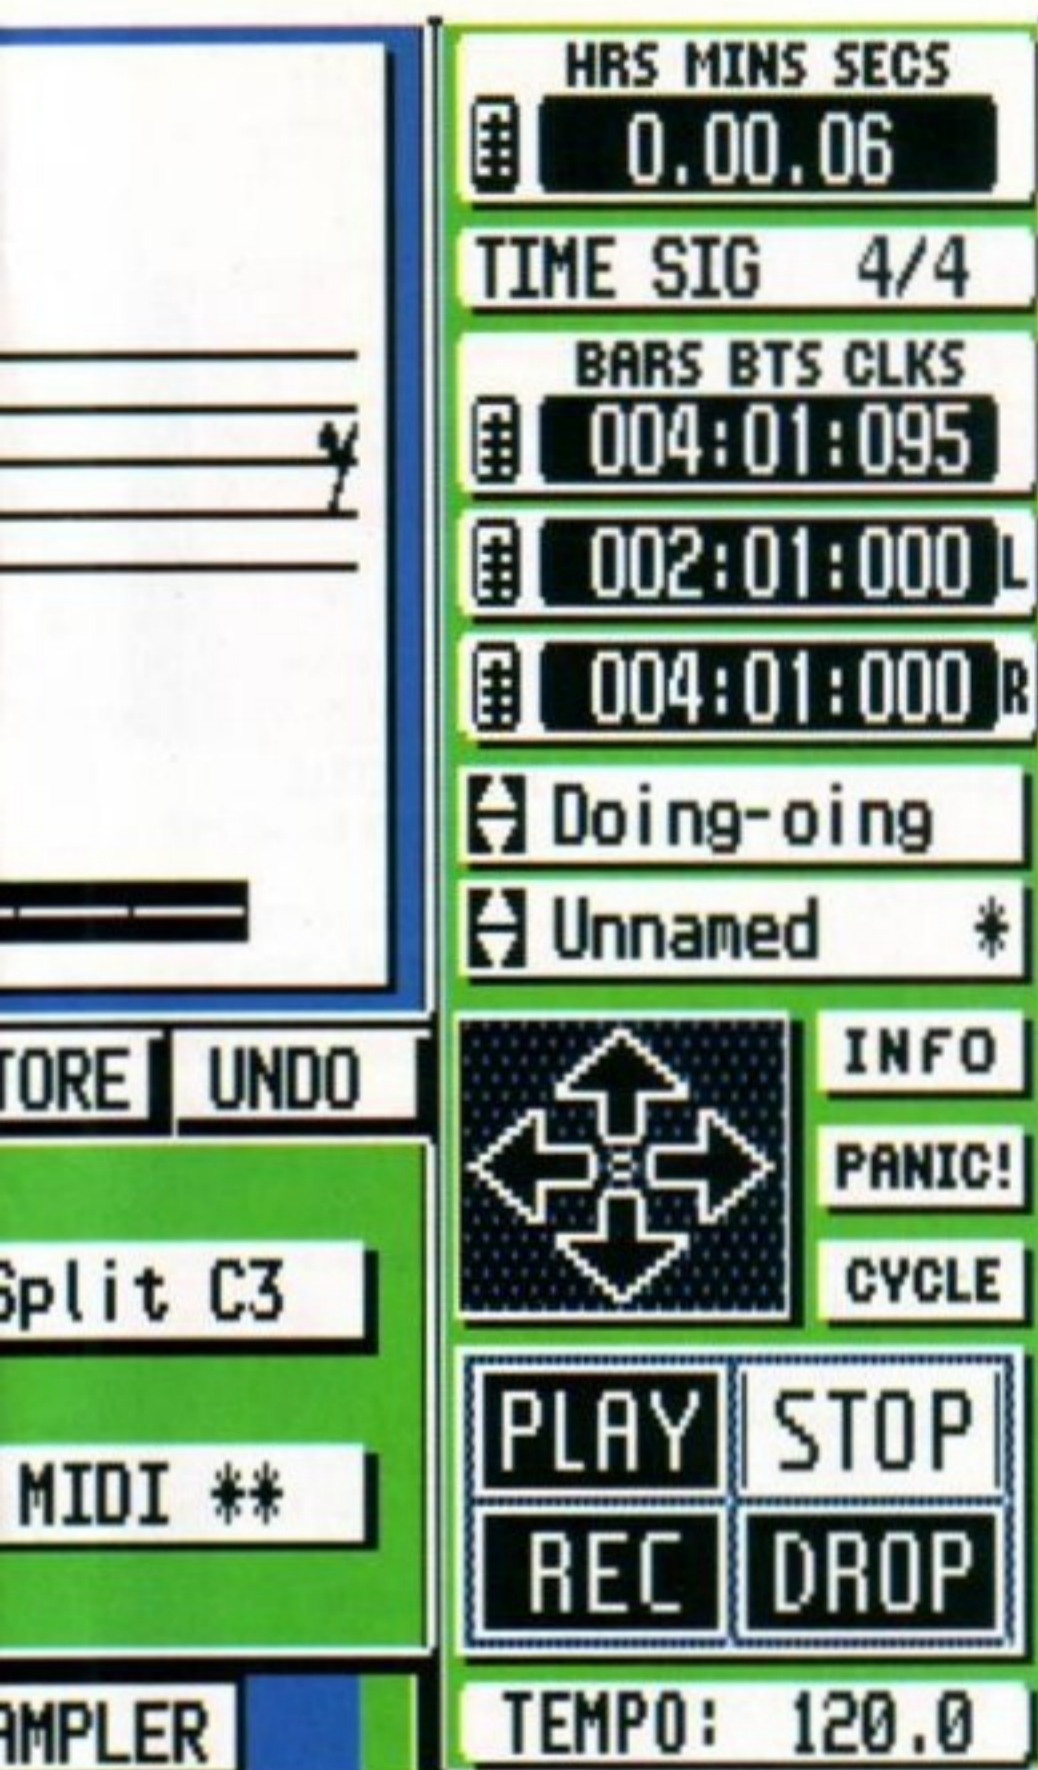 HRS MINS SECS
0.00.06
TIME SIG 4/4
BARS BTS CLKS
004:01:095
002:01:000 L
004:01:000 R
Doing-oing
Unnamed *
TORE UNDO
INFO
PANIC!
CYCLE
Split C3
MIDI **
PLAY STOP
REC DROP
AMPLER
TEMPO: 120.0